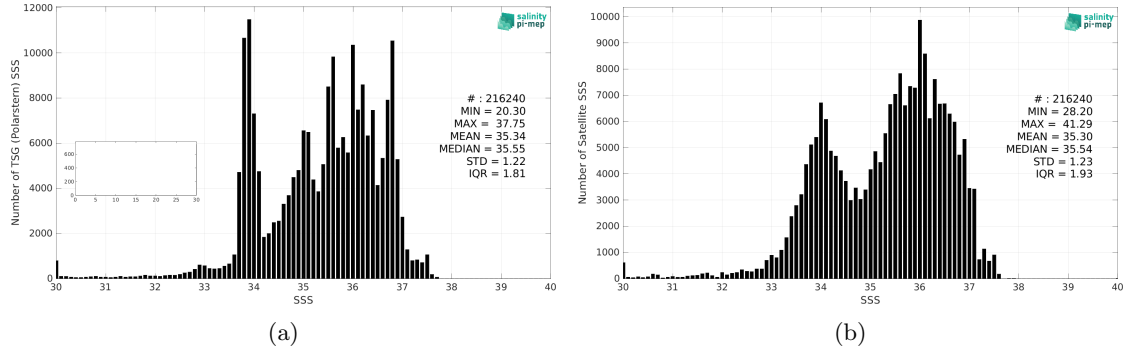 12000
10000
8000
6000
4000
2000
0
Number of TSG (Polarstern) SSS
salinity
pi-mep
# : 216240
MIN = 20.30
MAX = 37.75
MEAN = 35.34
MEDIAN = 35.55
STD = 1.22
IQR = 1.81
600
400
200
0
0 5 10 15 20 25 30
30 31 32 33 34 35 36 37 38 39 40
SSS
(a)
10000
9000
8000
7000
6000
5000
4000
3000
2000
1000
0
Number of Satellite SSS
salinity
pi-mep
# : 216240
MIN = 28.20
MAX = 41.29
MEAN = 35.30
MEDIAN = 35.54
STD = 1.23
IQR = 1.93
30 31 32 33 34 35 36 37 38 39 40
SSS
(b)